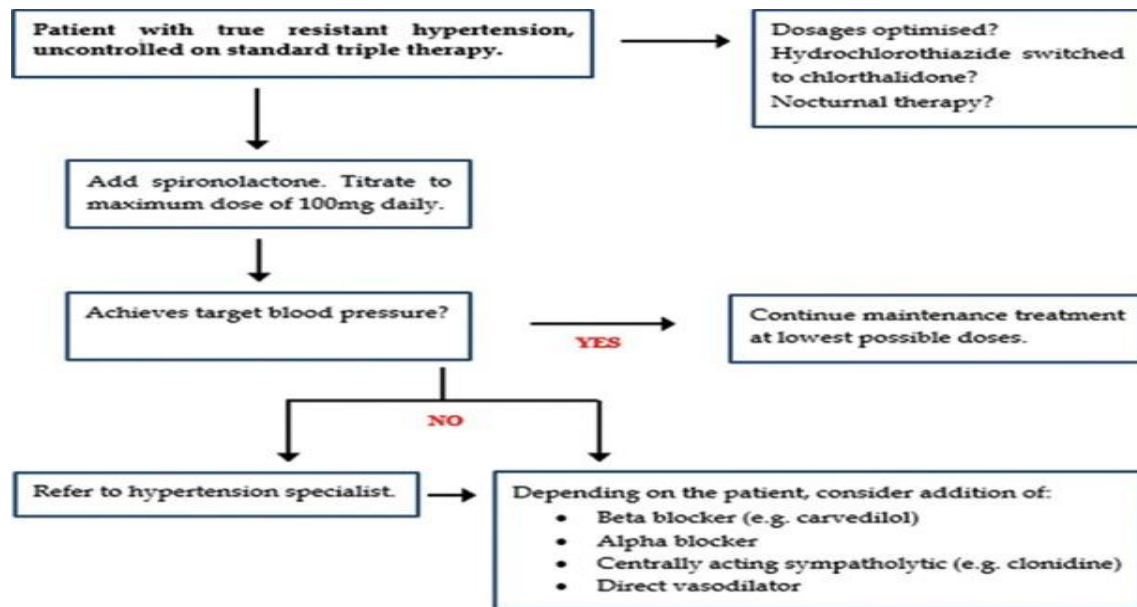 Patient with true resistant hypertension,
uncontrolled on standard triple therapy.
Dosages optimised?
Hydrochlorothiazide switched
to chlorthalidone?
Nocturnal therapy?
Add spironolactone. Titrate to
maximum dose of 100mg daily.
Achieves target blood pressure?
YES
Continue maintenance treatment
at lowest possible doses.
NO
Refer to hypertension specialist.
Depending on the patient, consider addition of:
• Beta blocker (e.g. carvedilol)
• Alpha blocker
• Centrally acting sympatholytic (e.g. clonidine)
• Direct vasodilator